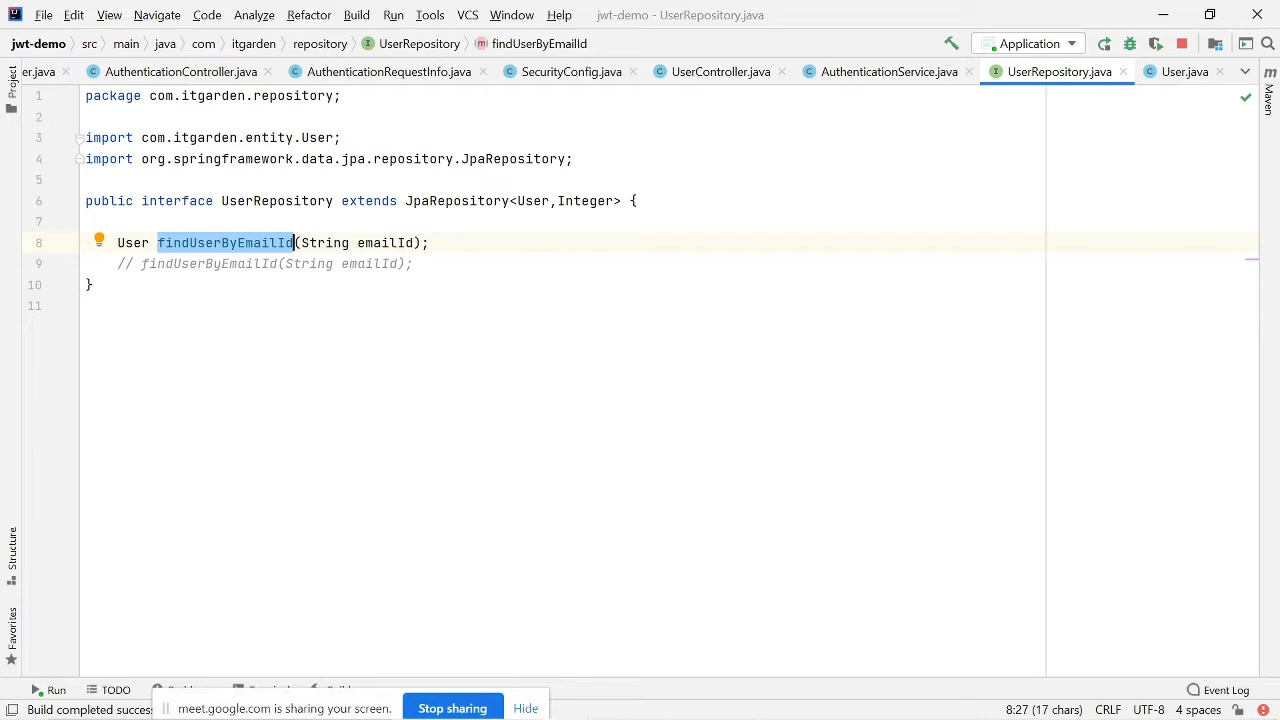 File Edit View Navigate Code Analyze Refactor Build Run Tools VCS Window Help jwt-demo - UserRepository.java
jwt-demo src main java com itgarden repository UserRepository findUserByEmailId Application
er.java AuthenticationController.java AuthenticationRequestInfo.java SecurityConfig.java UserController.java AuthenticationService.java UserRepository.java User.java
Project
Maven
1 package com.itgarden.repository;
2
3 import com.itgarden.entity.User;
4 import org.springframework.data.jpa.repository.JpaRepository;
5
6 public interface UserRepository extends JpaRepository<User,Integer> {
7
8 User findUserByEmailId(String emailId);
9 // findUserByEmailId(String emailId);
10 }
11
Structure
Favorites
Run TODO Event Log
meet.google.com is sharing your screen. Stop sharing Hide
Build completed success 8:27 (17 chars) CRLF UTF-8 4 spaces